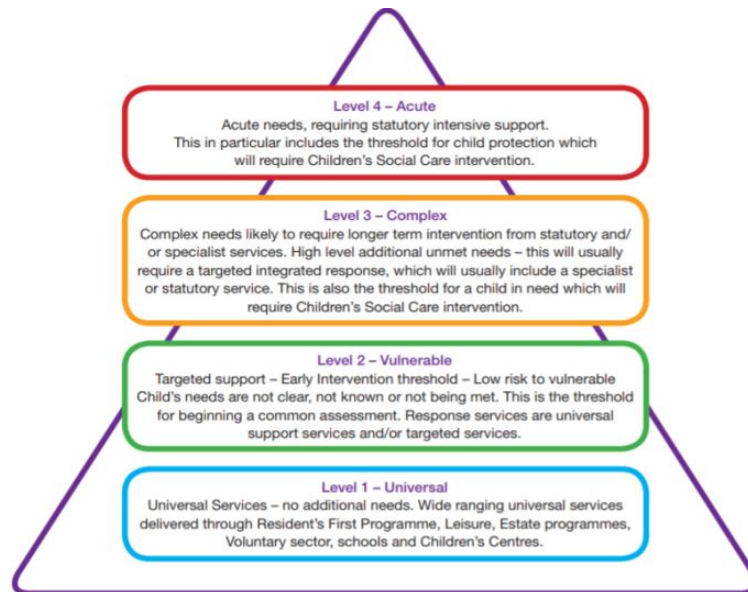 Level 4 – Acute
Acute needs, requiring statutory intensive support.
This in particular includes the threshold for child protection which
will require Children's Social Care intervention.
Level 3 – Complex
Complex needs likely to require longer term intervention from statutory and/
or specialist services. High level additional unmet needs – this will usually
require a targeted integrated response, which will usually include a specialist
or statutory service. This is also the threshold for a child in need which will
require Children's Social Care intervention.
Level 2 – Vulnerable
Targeted support – Early Intervention threshold – Low risk to vulnerable
Child's needs are not clear, not known or not being met. This is the threshold
for beginning a common assessment. Response services are universal
support services and/or targeted services.
Level 1 – Universal
Universal Services – no additional needs. Wide ranging universal services
delivered through Resident's First Programme, Leisure, Estate programmes,
Voluntary sector, schools and Children's Centres.